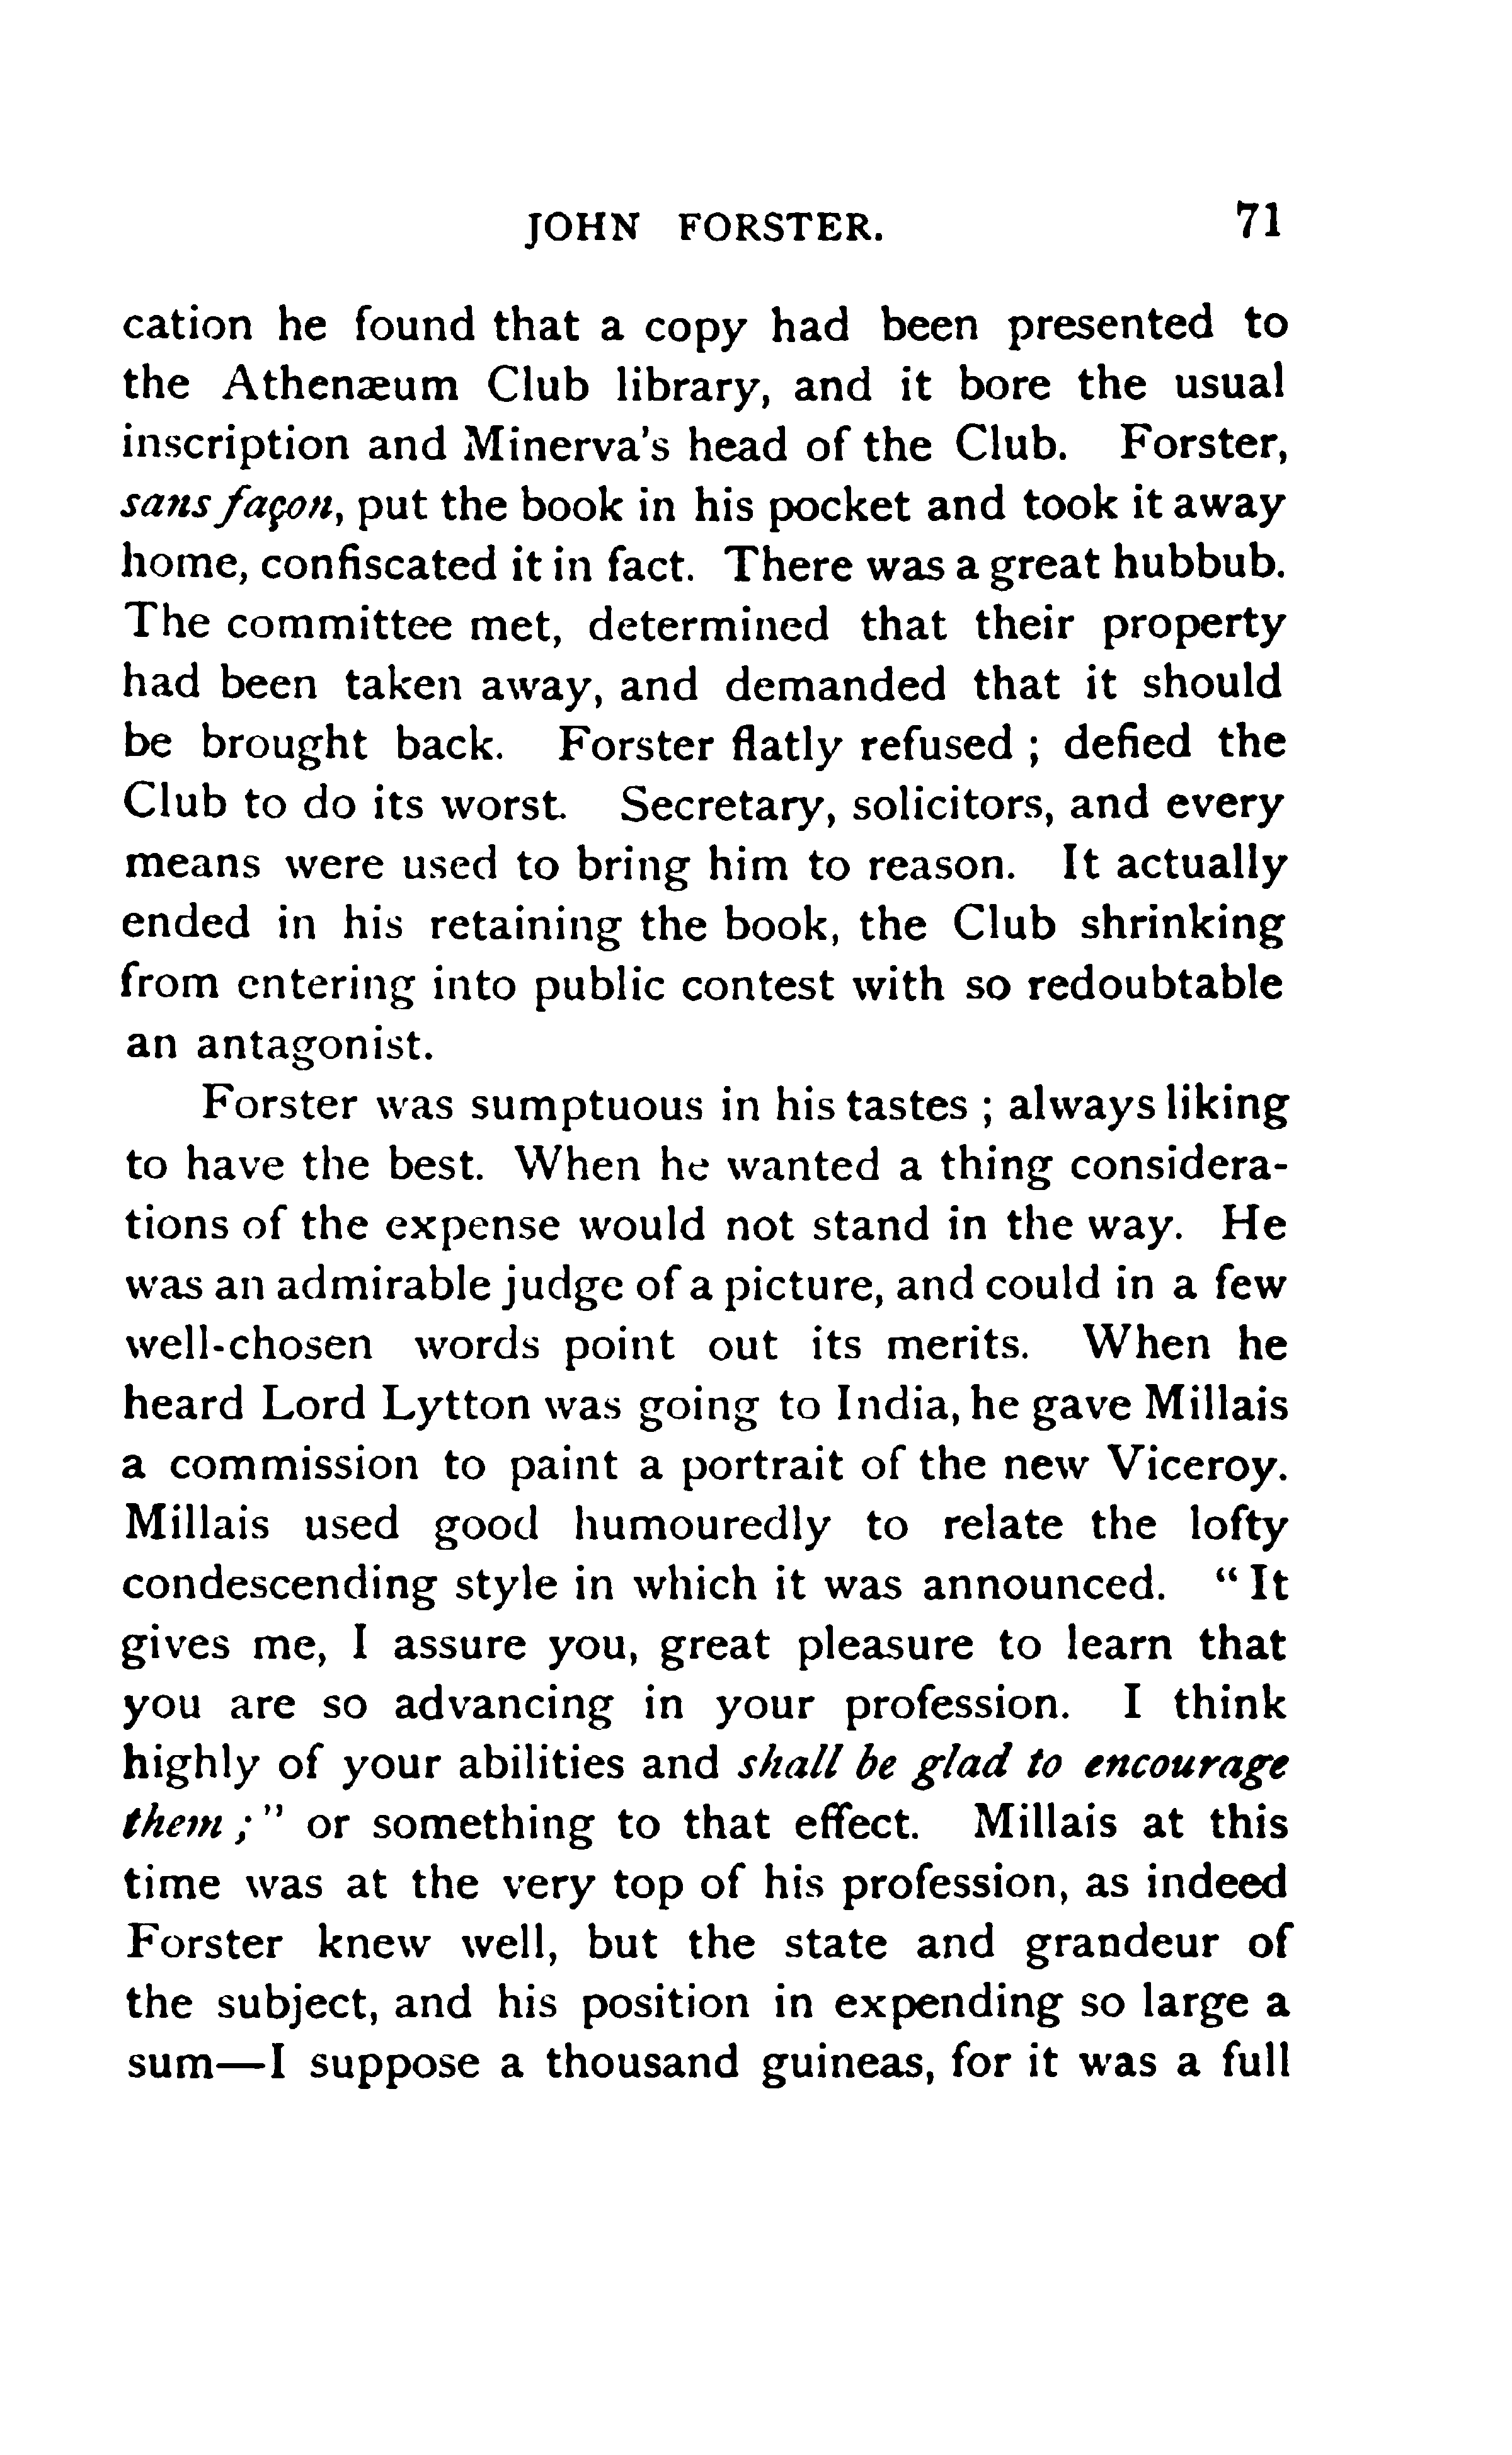 JOHN FORSTER. 71
cation he found that a copy had been presented to
the Athenæum Club library, and it bore the usual
inscription and Minerva's head of the Club. Forster,
sans façon, put the book in his pocket and took it away
home, confiscated it in fact. There was a great hubbub.
The committee met, determined that their property
had been taken away, and demanded that it should
be brought back. Forster flatly refused ; defied the
Club to do its worst. Secretary, solicitors, and every
means were used to bring him to reason. It actually
ended in his retaining the book, the Club shrinking
from entering into public contest with so redoubtable
an antagonist.
Forster was sumptuous in his tastes ; always liking
to have the best. When he wanted a thing considera-
tions of the expense would not stand in the way. He
was an admirable judge of a picture, and could in a few
well-chosen words point out its merits. When he
heard Lord Lytton was going to India, he gave Millais
a commission to paint a portrait of the new Viceroy.
Millais used good humouredly to relate the lofty
condescending style in which it was announced. “ It
gives me, I assure you, great pleasure to learn that
you are so advancing in your profession. I think
highly of your abilities and shall be glad to encourage
them ;” or something to that effect. Millais at this
time was at the very top of his profession, as indeed
Forster knew well, but the state and grandeur of
the subject, and his position in expending so large a
sum—I suppose a thousand guineas, for it was a full